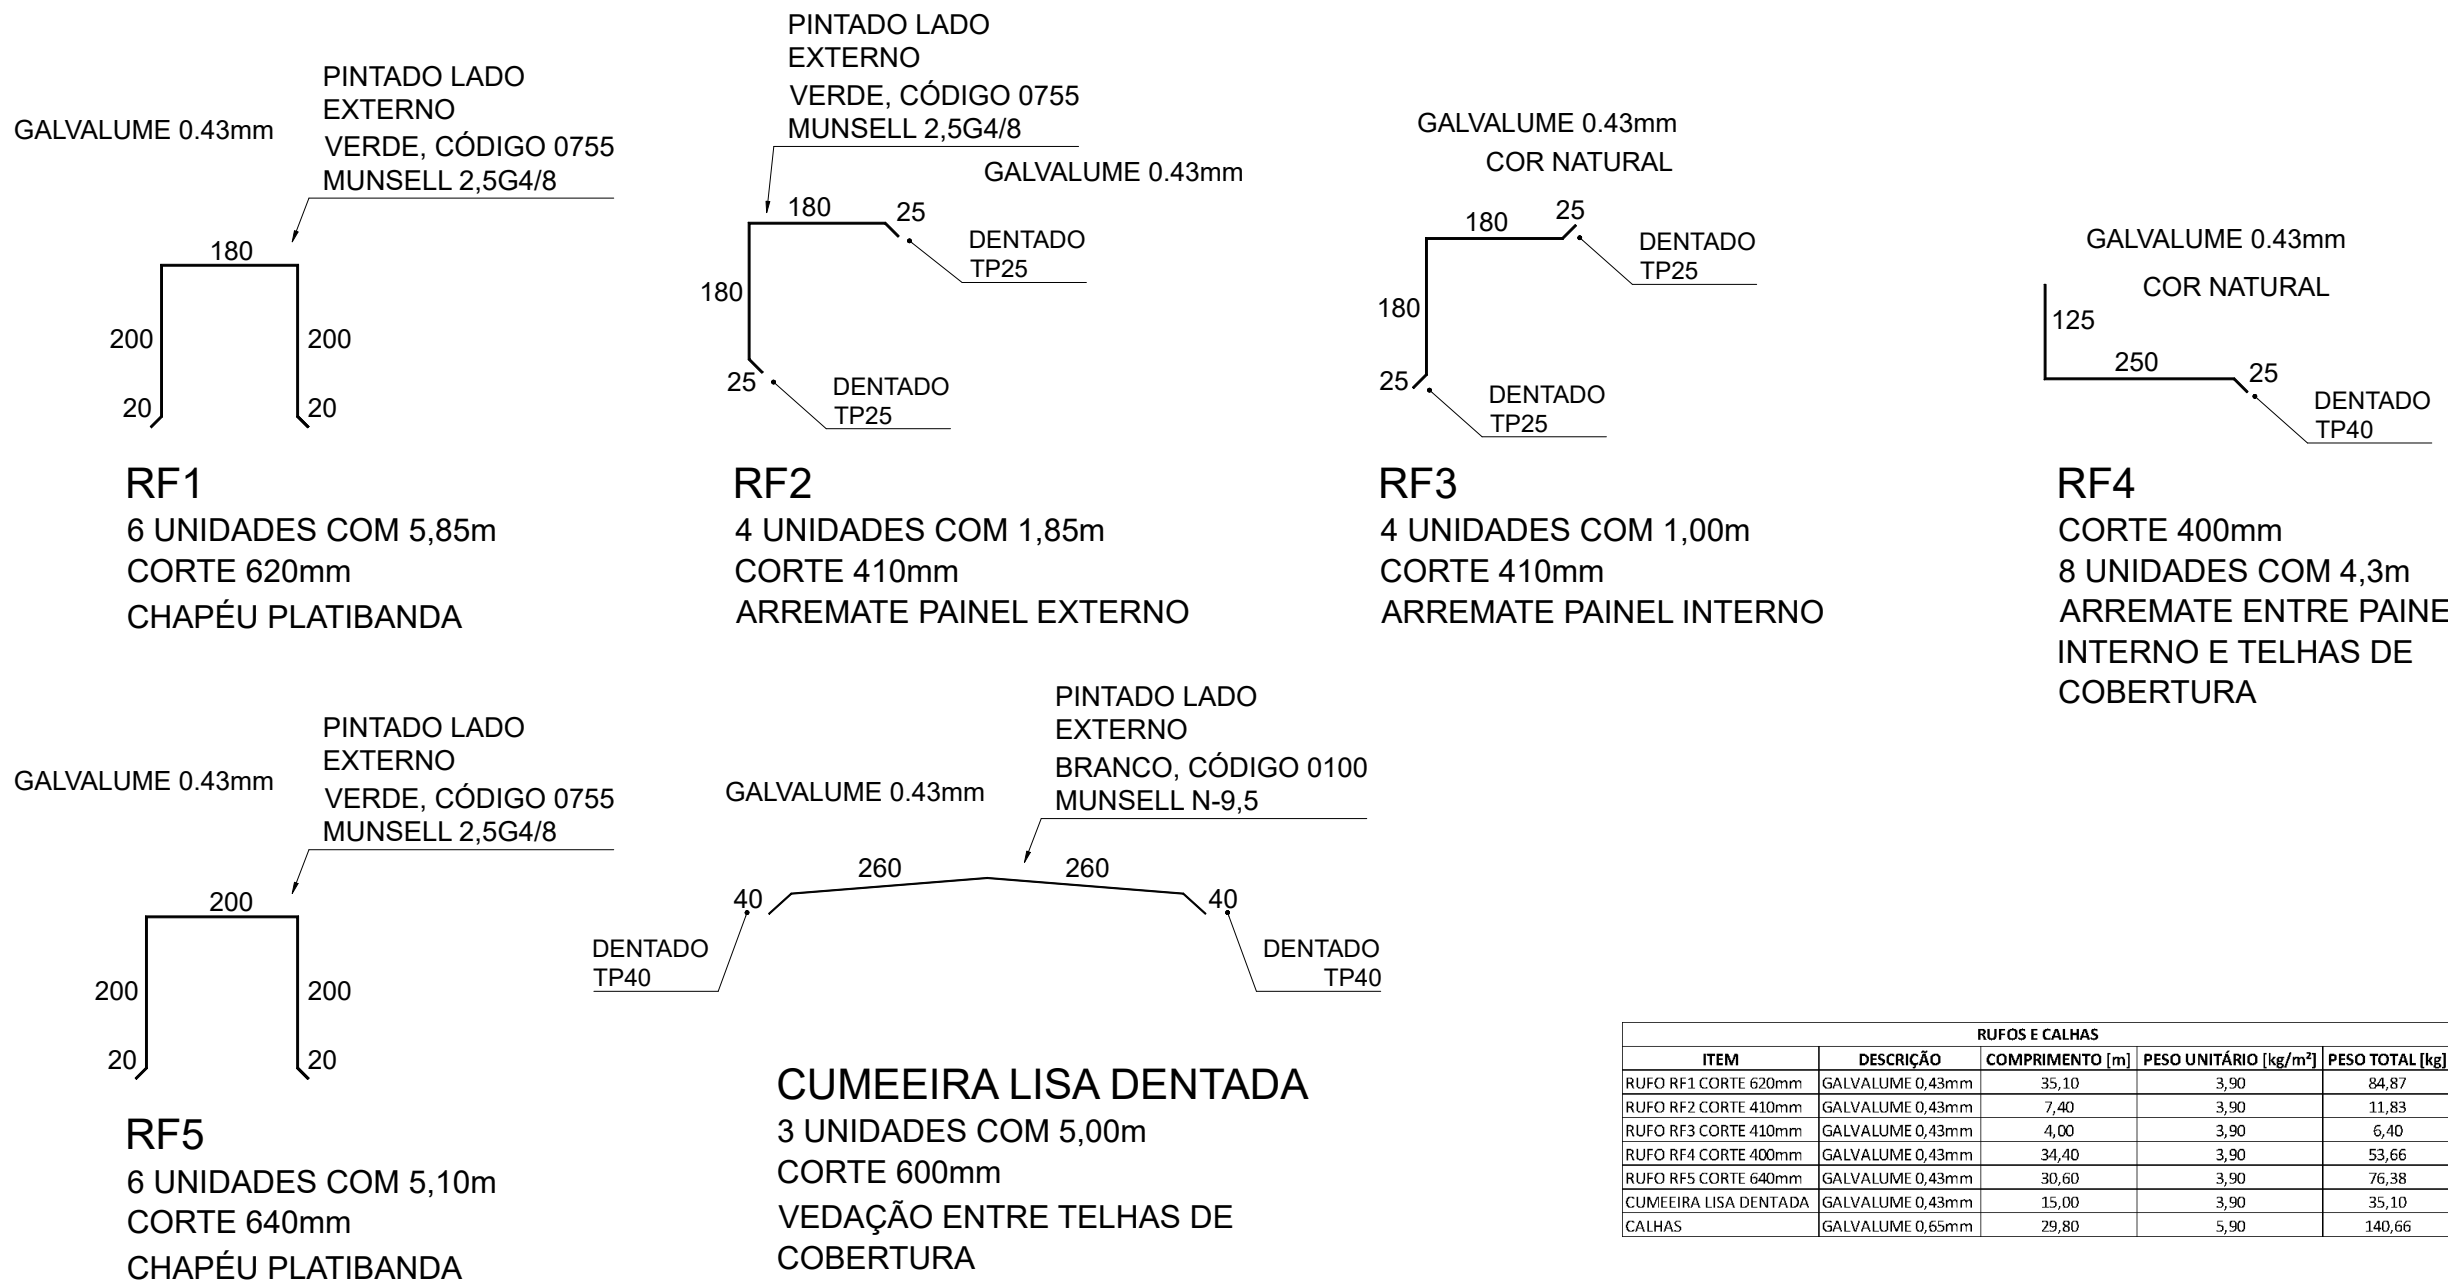 GALVALUME 0.43mm
PINTADO LADO
EXTERNO
VERDE, CÓDIGO 0755
MUNSELL 2,5G4/8
180
200
200
20
20
RF1
6 UNIDADES COM 5,85m
CORTE 620mm
CHAPÉU PLATIBANDA
PINTADO LADO
EXTERNO
VERDE, CÓDIGO 0755
MUNSELL 2,5G4/8
GALVALUME 0.43mm
180
25
DENTADO
TP25
180
25
DENTADO
TP25
RF2
4 UNIDADES COM 1,85m
CORTE 410mm
ARREMATE PAINEL EXTERNO
GALVALUME 0.43mm
COR NATURAL
180
25
DENTADO
TP25
180
25
DENTADO
TP25
RF3
4 UNIDADES COM 1,00m
CORTE 410mm
ARREMATE PAINEL INTERNO
GALVALUME 0.43mm
COR NATURAL
125
250
25
DENTADO
TP40
RF4
CORTE 400mm
8 UNIDADES COM 4,3m
ARREMATE ENTRE PAINE
INTERNO E TELHAS DE
COBERTURA
GALVALUME 0.43mm
PINTADO LADO
EXTERNO
VERDE, CÓDIGO 0755
MUNSELL 2,5G4/8
200
200
200
20
20
RF5
6 UNIDADES COM 5,10m
CORTE 640mm
CHAPÉU PLATIBANDA
GALVALUME 0.43mm
PINTADO LADO
EXTERNO
BRANCO, CÓDIGO 0100
MUNSELL N-9,5
260
260
40
40
DENTADO
TP40
DENTADO
TP40
CUMEEIRA LISA DENTADA
3 UNIDADES COM 5,00m
CORTE 600mm
VEDAÇÃO ENTRE TELHAS DE
COBERTURA
RUFOS E CALHAS
ITEM DESCRIÇÃO COMPRIMENTO [m] PESO UNITÁRIO [kg/m²] PESO TOTAL [kg]
RUFO RF1 CORTE 620mm GALVALUME 0,43mm 35,10 3,90 84,87
RUFO RF2 CORTE 410mm GALVALUME 0,43mm 7,40 3,90 11,83
RUFO RF3 CORTE 410mm GALVALUME 0,43mm 4,00 3,90 6,40
RUFO RF4 CORTE 400mm GALVALUME 0,43mm 34,40 3,90 53,66
RUFO RF5 CORTE 640mm GALVALUME 0,43mm 30,60 3,90 76,38
CUMEEIRA LISA DENTADA GALVALUME 0,43mm 15,00 3,90 35,10
CALHAS GALVALUME 0,65mm 29,80 5,90 140,66